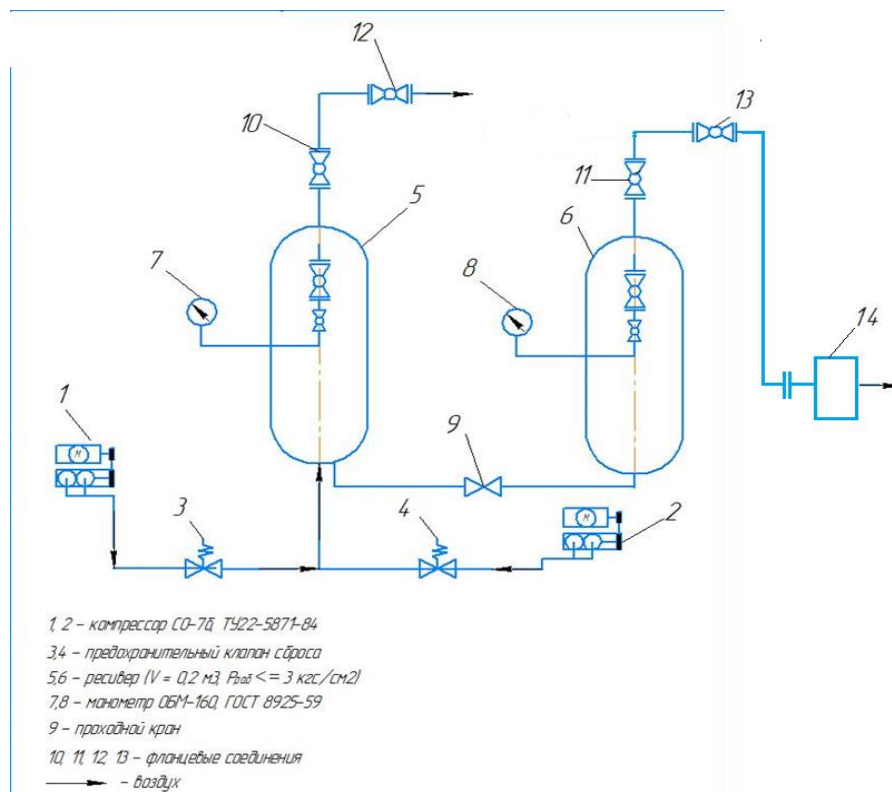 12
13
10
11
5
6
7
8
14
1
9
3
4
2
М
М
1, 2 – компрессор СО-7б, ТУ22-5871-84
3,4 – предохранительный клапан сброса
5,6 – ресивер (V = 0,2 м3, Pраб <= 3 кгс/см2)
7,8 – манометр ОБМ-160, ГОСТ 8925-59
9 – проходной кран
10, 11, 12, 13 – фланцевые соединения
– воздух